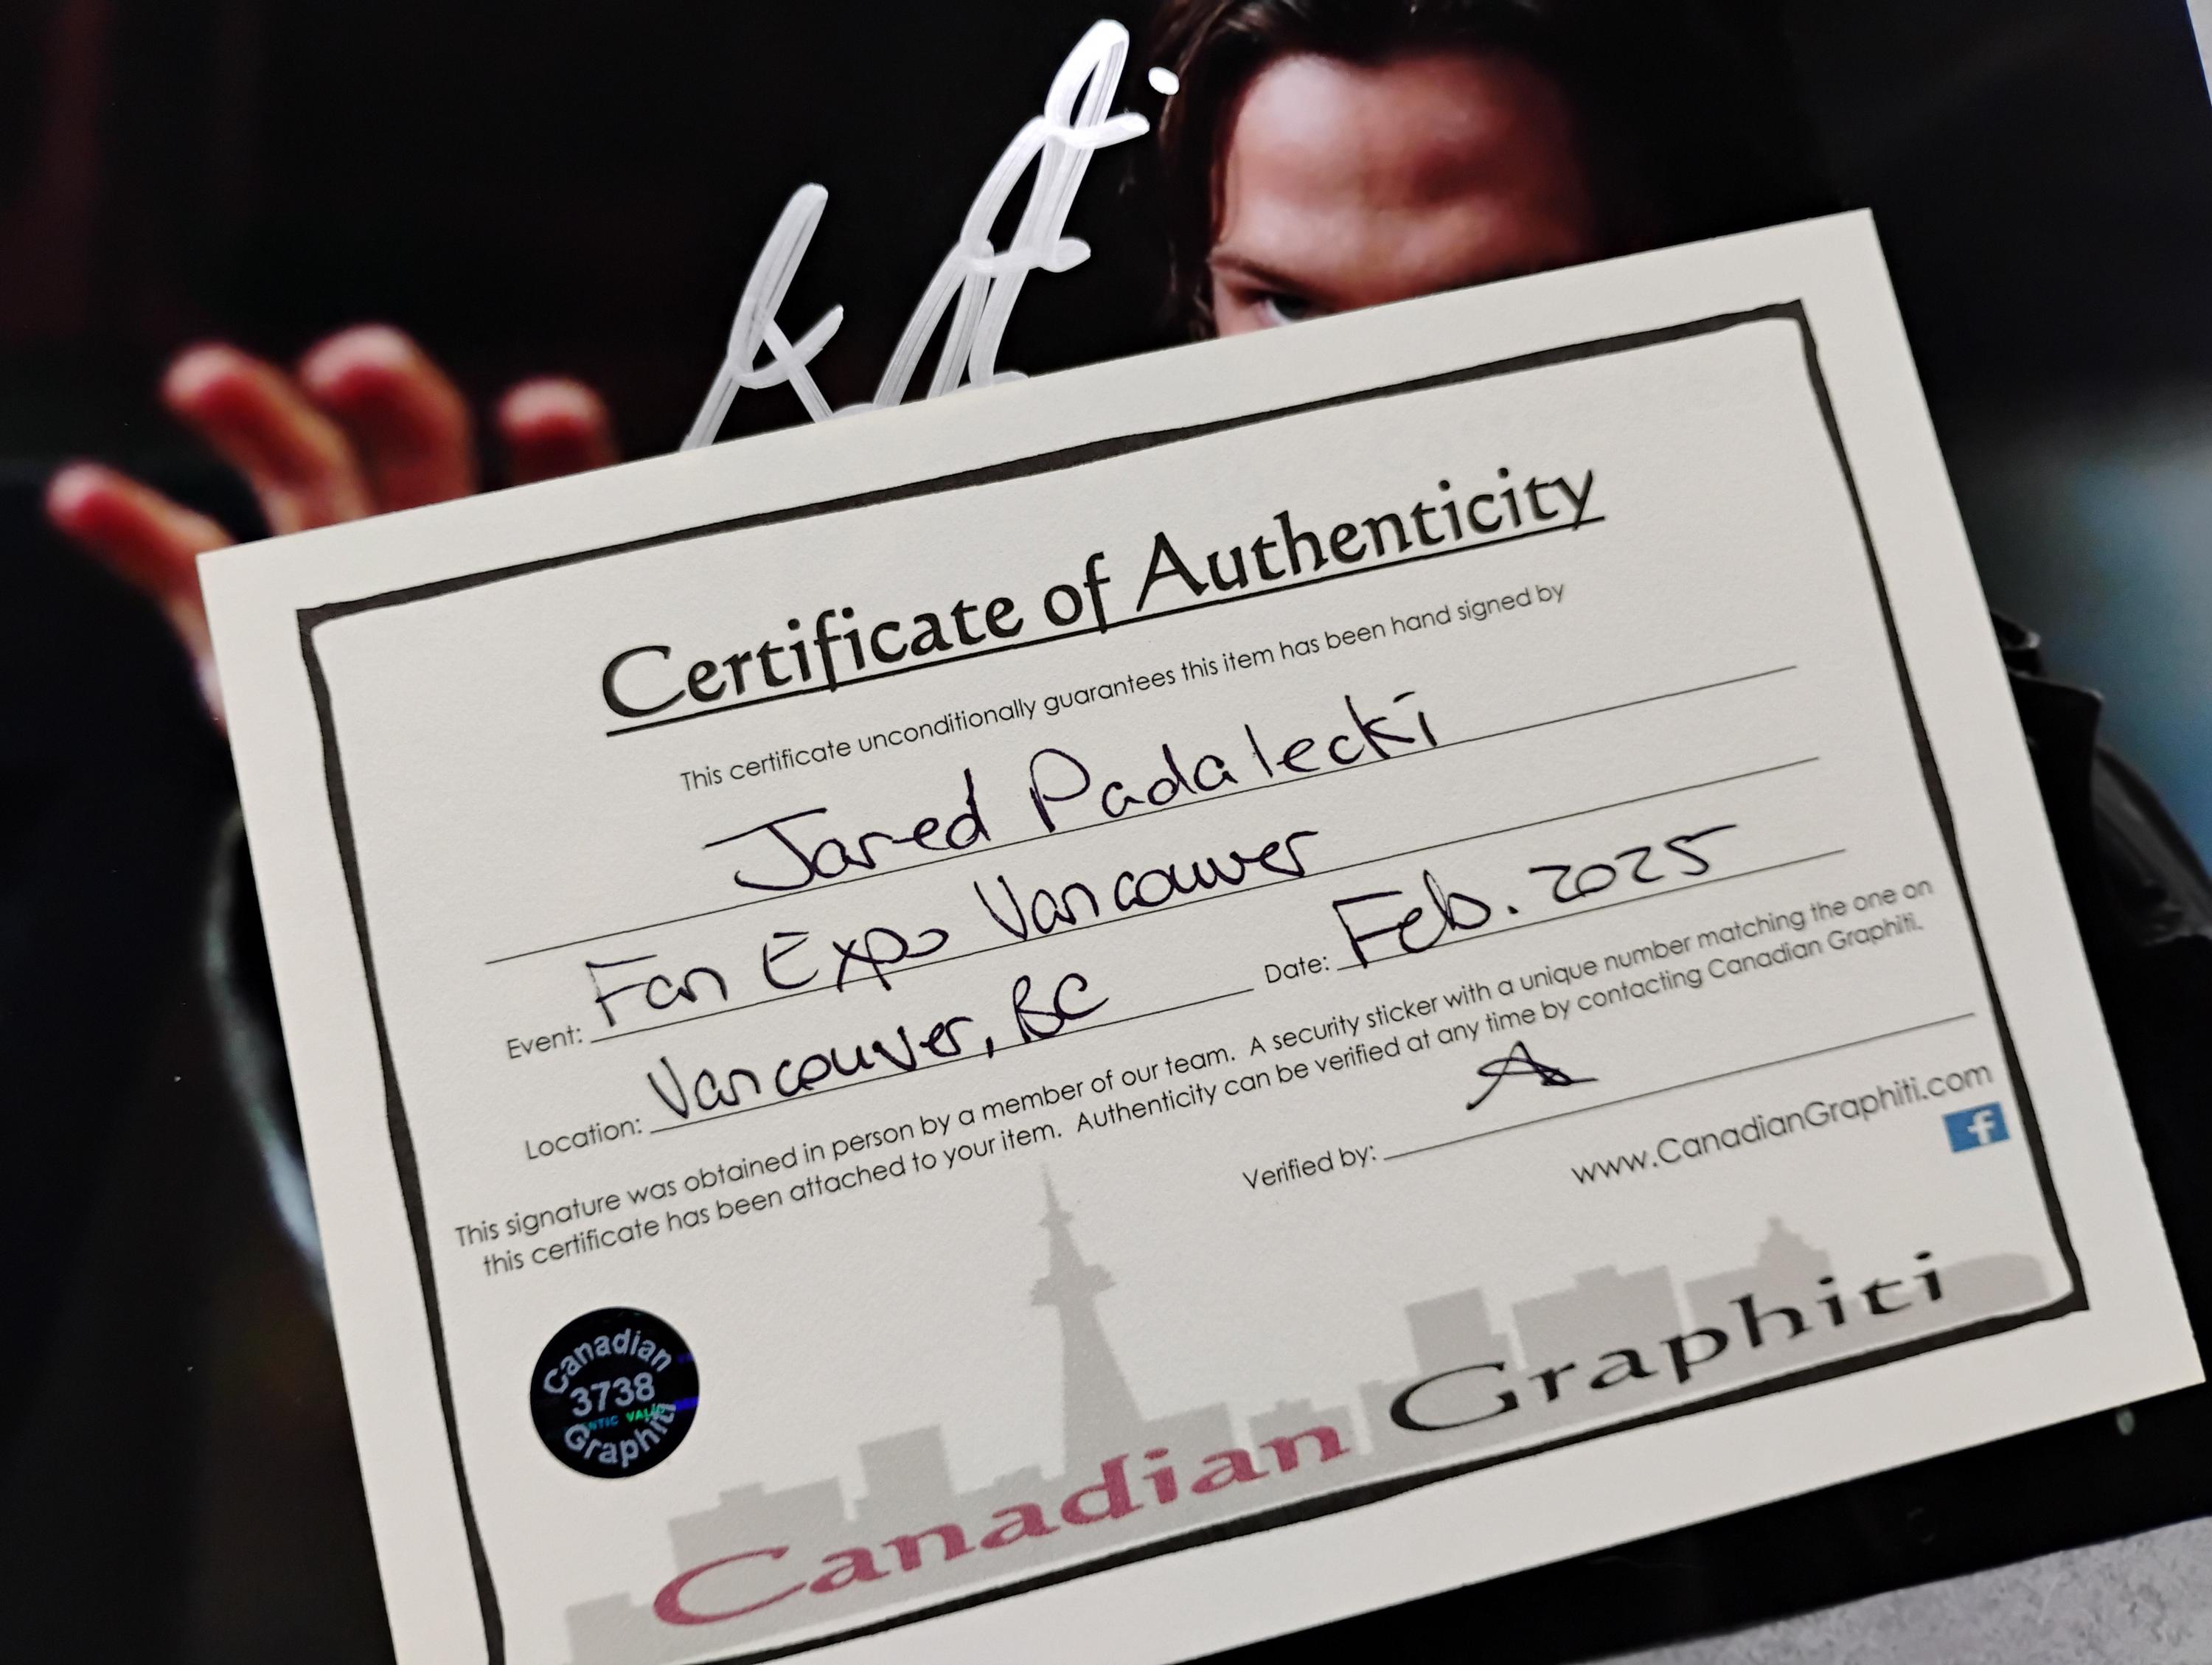 Certificate of Authenticity
This certificate unconditionally guarantees this item has been hand signed by
Jared Padalecki
Event: Fan Expo Vancouver
Location: Vancouver, BC Date: Feb. 2025
This signature was obtained in person by a member of our team. A security sticker with a unique number matching the one on
this certificate has been attached to your item. Authenticity can be verified at any time by contacting Canadian Graphiti.
Verified by:
www.CanadianGraphiti.com
f
Canadian
3738
Graphiti
Canadian Graphiti